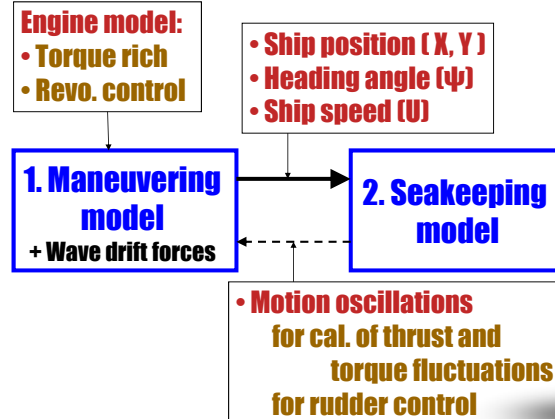 Engine model:
• Torque rich
• Revo. control
• Ship position ( X, Y )
• Heading angle (ψ)
• Ship speed (U)
1. Maneuvering
model
+ Wave drift forces
2. Seakeeping
model
• Motion oscillations
for cal. of thrust and
torque fluctuations
for rudder control